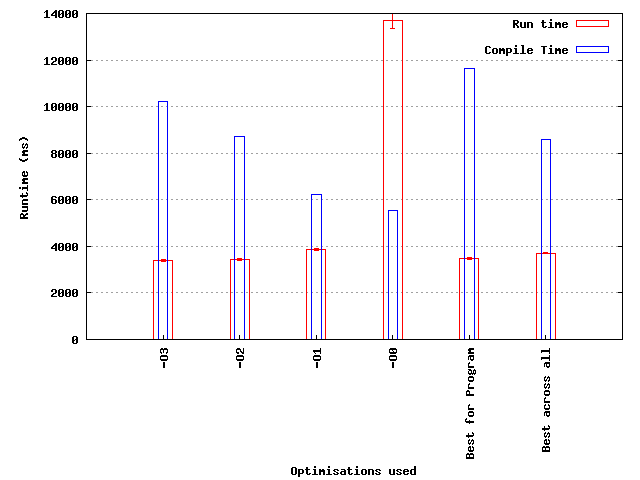 14000
12000
10000
8000
6000
4000
2000
0
Runtime (ms)
Run time
Compile Time
-O3
-O2
-O1
-O0
Best for Program
Best across all
Optimisations used